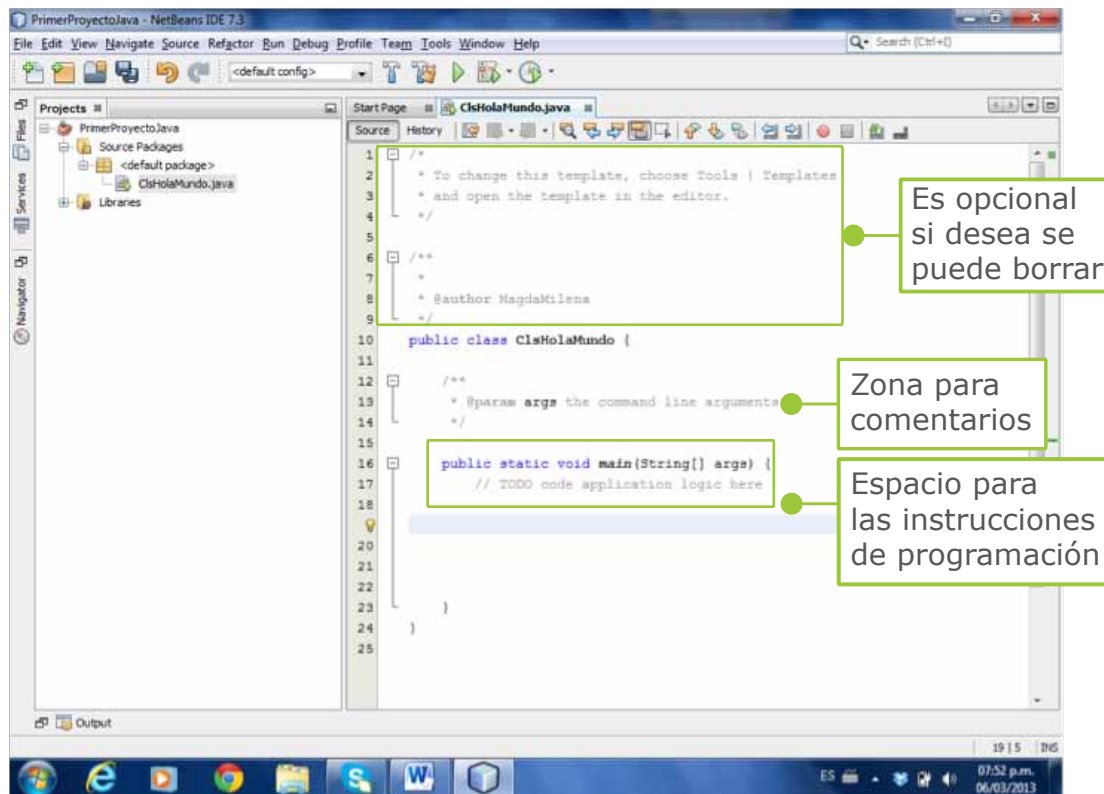 PrimerProyectoJava - NetBeans IDE 7.3
File Edit View Navigate Source Refactor Run Debug Profile Team Tools Window Help
Search (Ctrl+I)
<default config>
Projects
Start Page ClsHolaMundo.java
Files
Services
Navigator
PrimerProyectoJava
Source Packages
<default package>
ClsHolaMundo.java
Libraries
Source History
1 /*
2 * To change this template, choose Tools | Templates
3 * and open the template in the editor.
4 */
5
6 /**
7 *
8 * @author MagdaMilena
9 */
10 public class ClsHolaMundo {
11
12 /**
13 * @param args the command line arguments
14 */
15
16 public static void main(String[] args) {
17 // TODO code application logic here
18
20
21
22
23 }
24 }
25
Es opcional
si desea se
puede borrar
Zona para
comentarios
Espacio para
las instrucciones
de programación
Output
19 | 5 INS
ES
07:52 p.m.
06/03/2013